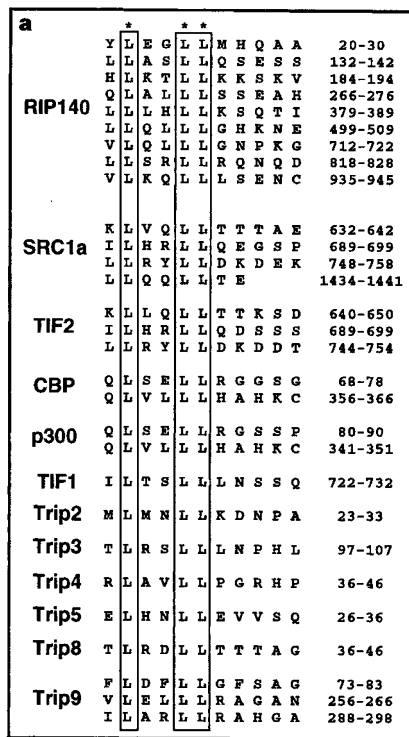 a
* * *
Y L E G L L M H Q A A 20-30
L L A S L L Q S E S S 132-142
H L K T L L K K S K V 184-194
Q L A L L L S S E A H 266-276
RIP140 L L L H L L K S Q T I 379-389
L L Q L L L G H K N E 499-509
V L Q L L L G N P K G 712-722
L L S R L L R Q N Q D 818-828
V L K Q L L L S E N C 935-945
K L V Q L L T T T A E 632-642
SRC1a I L H R L L Q E G S P 689-699
L L R Y L L D K D E K 748-758
L L Q Q L L T E 1434-1441
K L L Q L L T T K S D 640-650
TIF2 I L H R L L Q D S S S 689-699
L L R Y L L D K D D T 744-754
CBP Q L S E L L R G G S G 68-78
Q L V L L L H A H K C 356-366
p300 Q L S E L L R G S S P 80-90
Q L V L L L H A H K C 341-351
TIF1 I L T S L L L N S S Q 722-732
Trip2 M L M N L L K D N P A 23-33
Trip3 T L R S L L L N P H L 97-107
Trip4 R L A V L L P G R H P 36-46
Trip5 E L H N L L E V V S Q 26-36
Trip8 T L R D L L T T T A G 36-46
F L D F L L G F S A G 73-83
Trip9 V L E L L L R A G A N 256-266
I L A R L L R A H G A 288-298